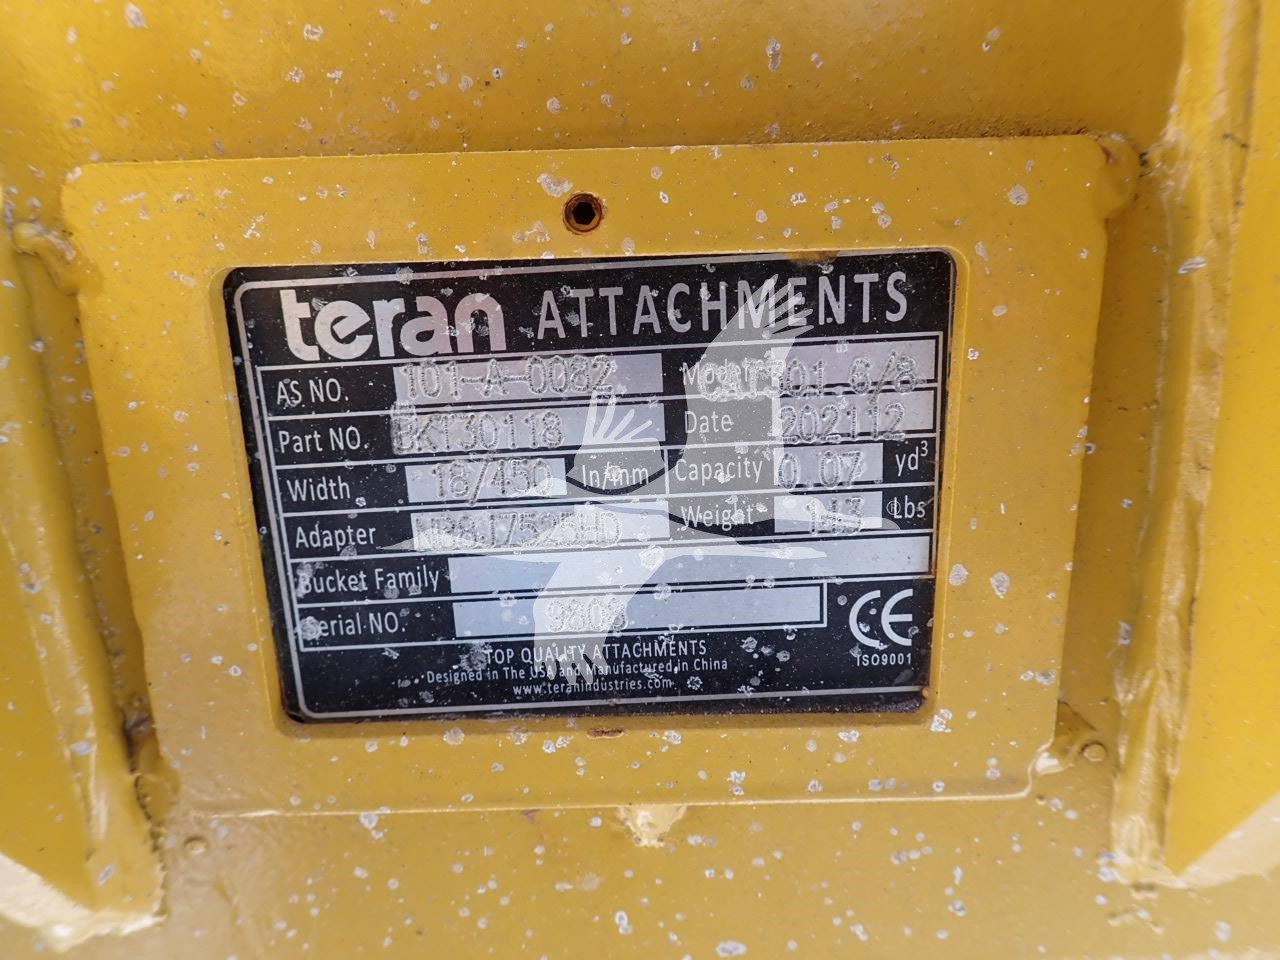 teran ATTACHMENTS
AS NO. 101-A-0082 Model CAT301.6/8
Part NO. BKT30118 Date 202112
Width 18/450 In/mm Capacity 0.07 yd³
Adapter Weight Lbs
Bucket Family
Serial NO. 9808
CE
ISO9001
TOP QUALITY ATTACHMENTS
Designed in The USA and Manufactured in China
www.teranindustries.com